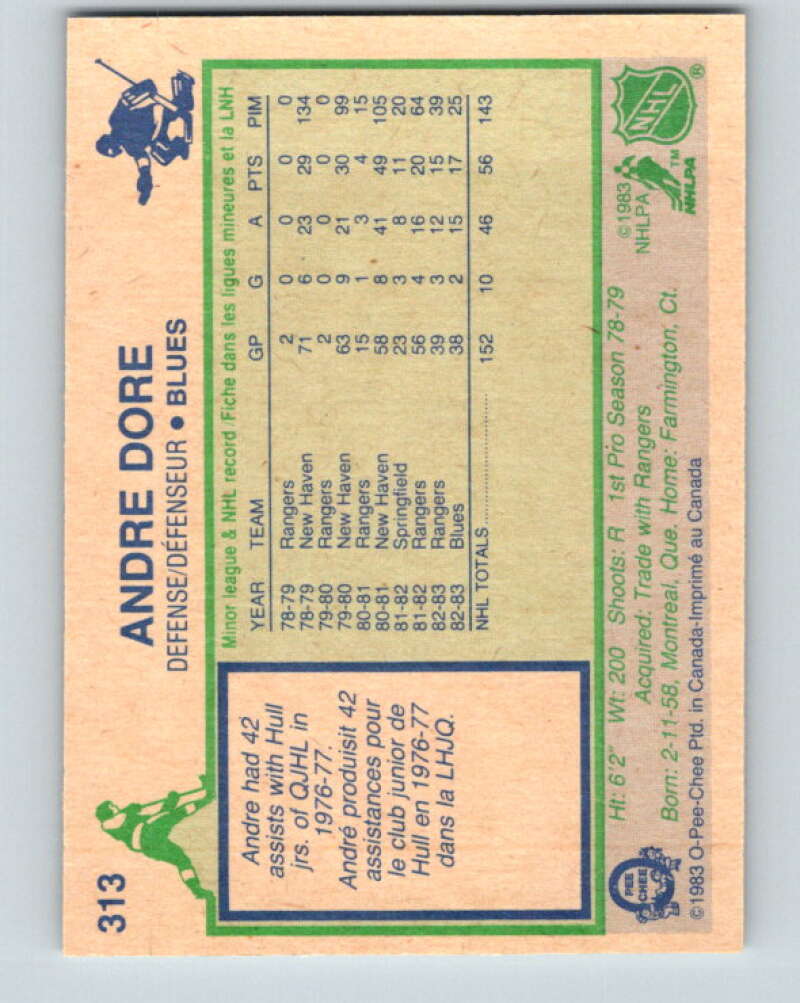 313
ANDRE DORE
DEFENSE/DÉFENSEUR • BLUES
Andre had 42
assists with Hull
jrs. of QJHL in
1976-77.
André produisit 42
assistances pour
le club junior de
Hull en 1976-77
dans la LHJQ.
Minor league & NHL record/Fiche dans les ligues mineures et la LNH
YEAR TEAM GP G A PTS PIM
78-79 Rangers 2 0 0 0 0
78-79 New Haven 71 6 23 29 134
79-80 Rangers 2 0 0 0 0
79-80 New Haven 63 9 21 30 99
80-81 Rangers 15 1 3 4 15
80-81 New Haven 58 8 41 49 105
81-82 Springfield 23 3 8 11 20
81-82 Rangers 56 4 16 20 64
82-83 Rangers 39 3 12 15 39
82-83 Blues 38 2 15 17 25
NHL TOTALS.................... 152 10 46 56 143
Ht: 6'2" Wt: 200 Shoots: R 1st Pro Season 78-79
Acquired: Trade with Rangers
Born: 2-11-58, Montreal, Que. Home: Farmington, Ct.
©1983 O-Pee-Chee Ptd. in Canada-Imprimé au Canada
O
PEE
CHEE
©1983
NHLPA
NHLPA™
NHL®